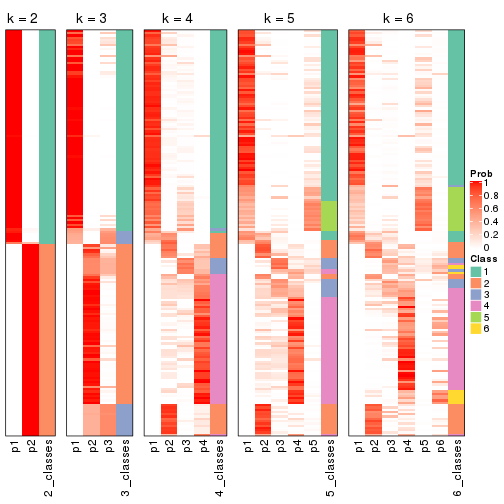 k = 2
k = 3
k = 4
k = 5
k = 6
p1
p2
2_classes
p1
p2
p3
3_classes
p1
p2
p3
p4
4_classes
p1
p2
p3
p4
p5
5_classes
p1
p2
p3
p4
p5
p6
6_classes
Prob
1
0.8
0.6
0.4
0.2
0
Class
1
2
3
4
5
6